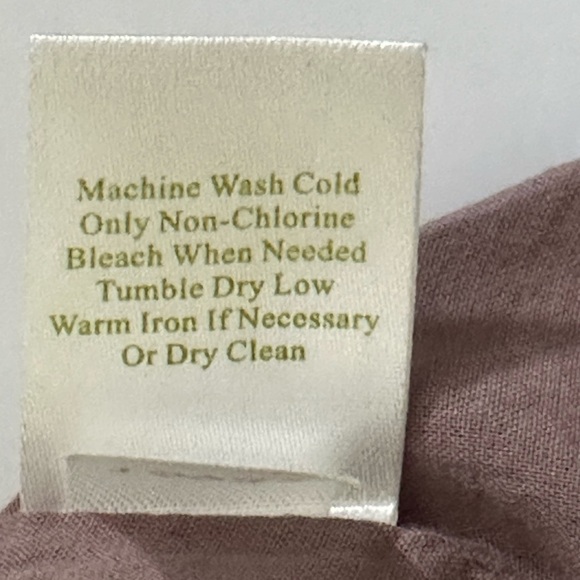 Machine Wash Cold
Only Non-Chlorine
Bleach When Needed
Tumble Dry Low
Warm Iron If Necessary
Or Dry Clean